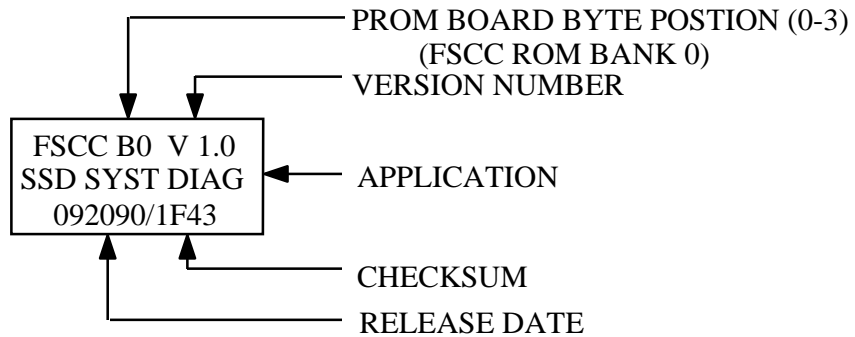 PROM BOARD BYTE POSTION (0-3)
(FSCC ROM BANK 0)
VERSION NUMBER
FSCC B0 V 1.0
SSD SYST DIAG
092090/1F43
APPLICATION
CHECKSUM
RELEASE DATE